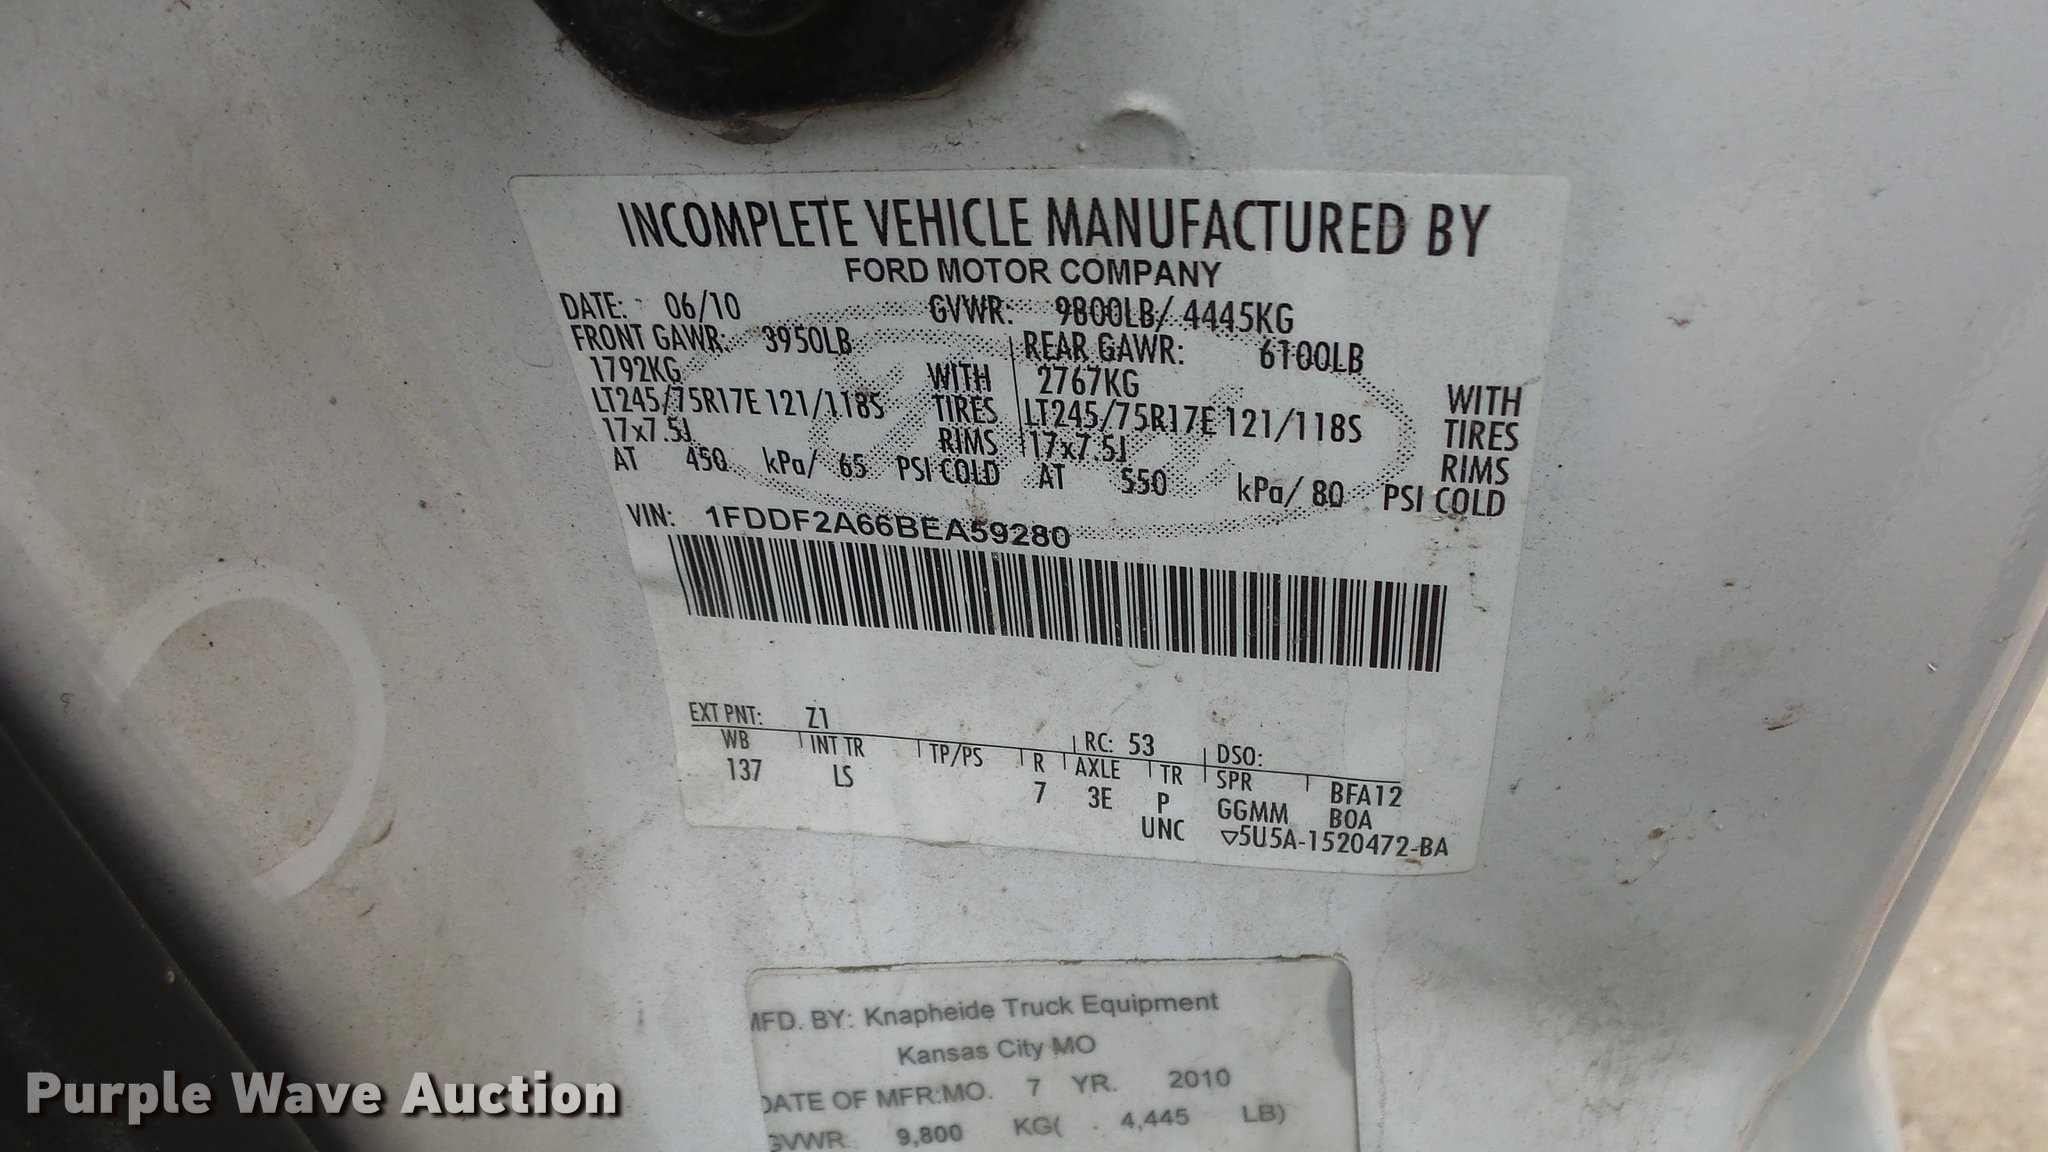 INCOMPLETE VEHICLE MANUFACTURED BY
FORD MOTOR COMPANY
DATE: 06/10 GVWR: 9800LB/ 4445KG
FRONT GAWR: 3950LB REAR GAWR: 6100LB
1792KG WITH 2767KG WITH
LT245/75R17E 121/118S TIRES LT245/75R17E 121/118S TIRES
17x7.5J RIMS 17x7.5J RIMS
AT 450 kPa/ 65 PSI COLD AT 550 kPa/ 80 PSI COLD
VIN: 1FDDF2A66BEA59280
EXT PNT: Z1 RC: 53 DSO:
WB INT TR TP/PS R AXLE TR SPR BFA12
137 LS 7 3E P GGMM BOA
UNC ▽5U5A-1520472-BA
MFD. BY: Knapheide Truck Equipment
Kansas City MO
DATE OF MFR:MO. 7 YR. 2010
GVWR 9,800 KG( 4,445 LB)
Purple Wave Auction